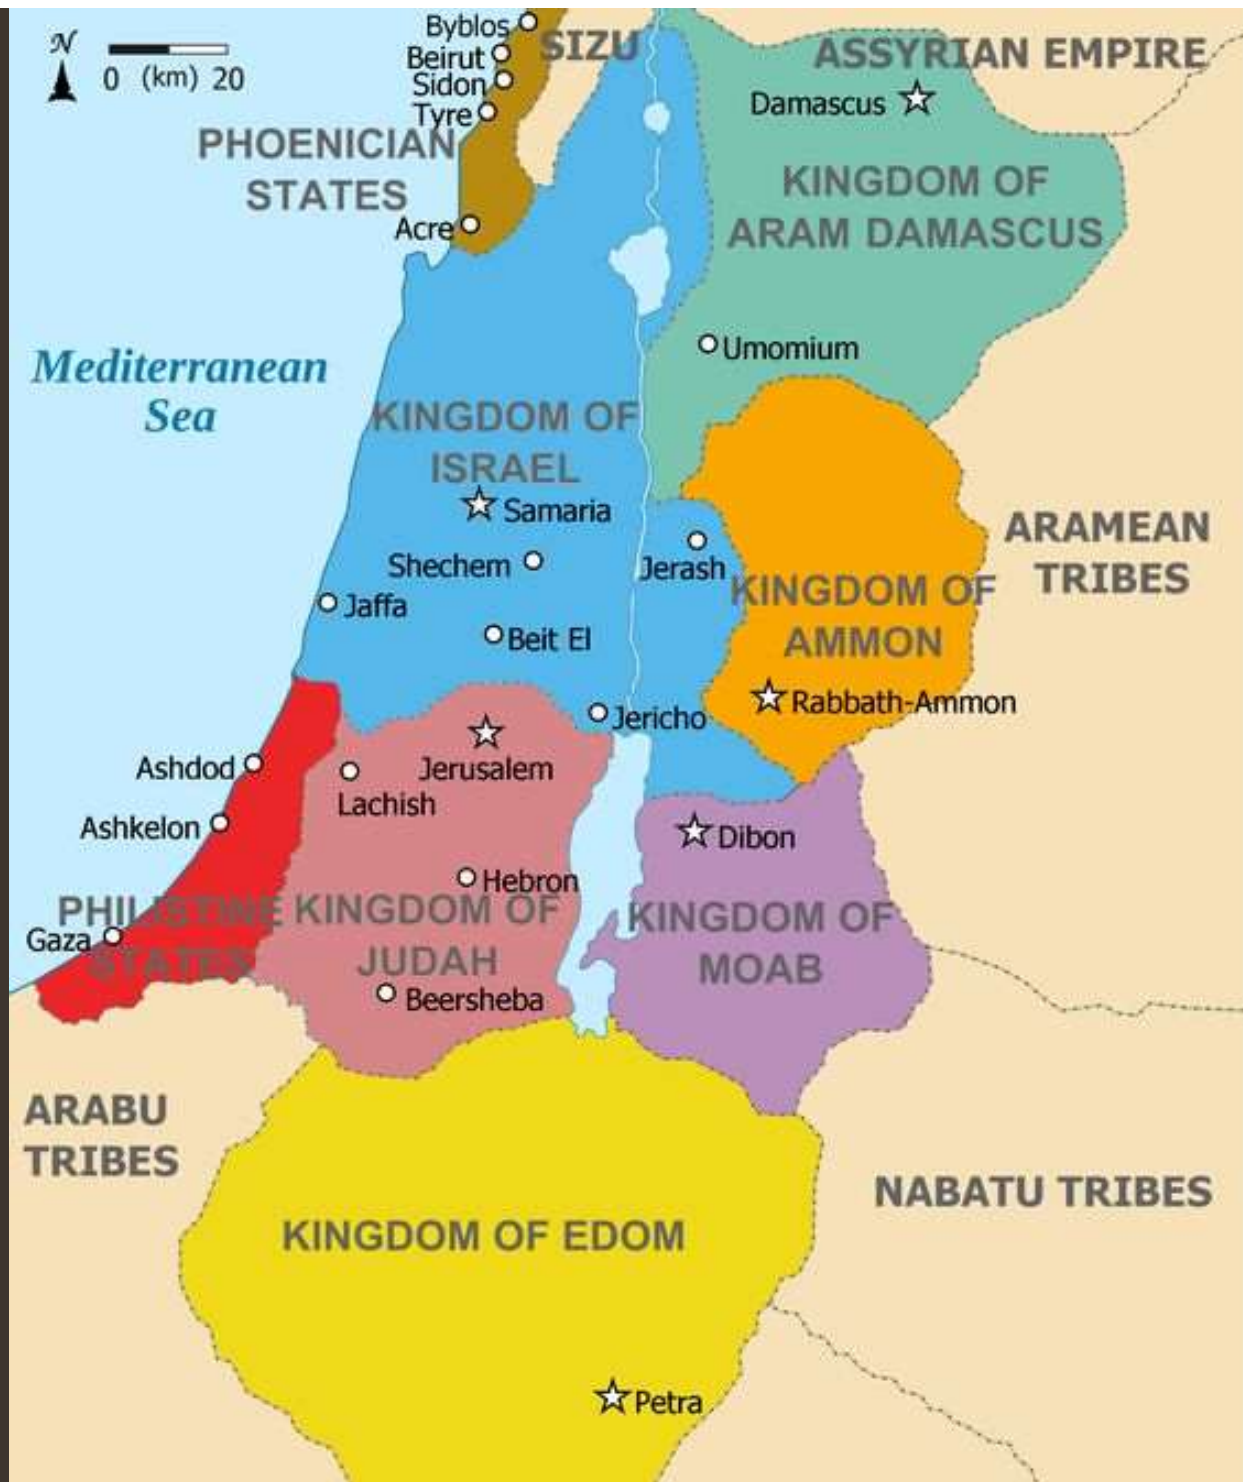 Byblos
N
0 (km) 20
Beirut
SIZU
ASSYRIAN EMPIRE
Sidon
Damascus
Tyre
PHOENICIAN
STATES
KINGDOM OF
ARAM DAMASCUS
Acre
Umomium
Mediterranean
Sea
KINGDOM OF
ISRAEL
Samaria
ARAMEAN
TRIBES
Shechem
Jerash
KINGDOM OF
AMMON
Jaffa
Beit El
Rabbath-Ammon
Jericho
Ashdod
Jerusalem
Lachish
Ashkelon
Dibon
Hebron
PHILISTINE
STATES
KINGDOM OF
JUDAH
KINGDOM OF
MOAB
Gaza
Beersheba
ARABU
TRIBES
NABATU TRIBES
KINGDOM OF EDOM
Petra